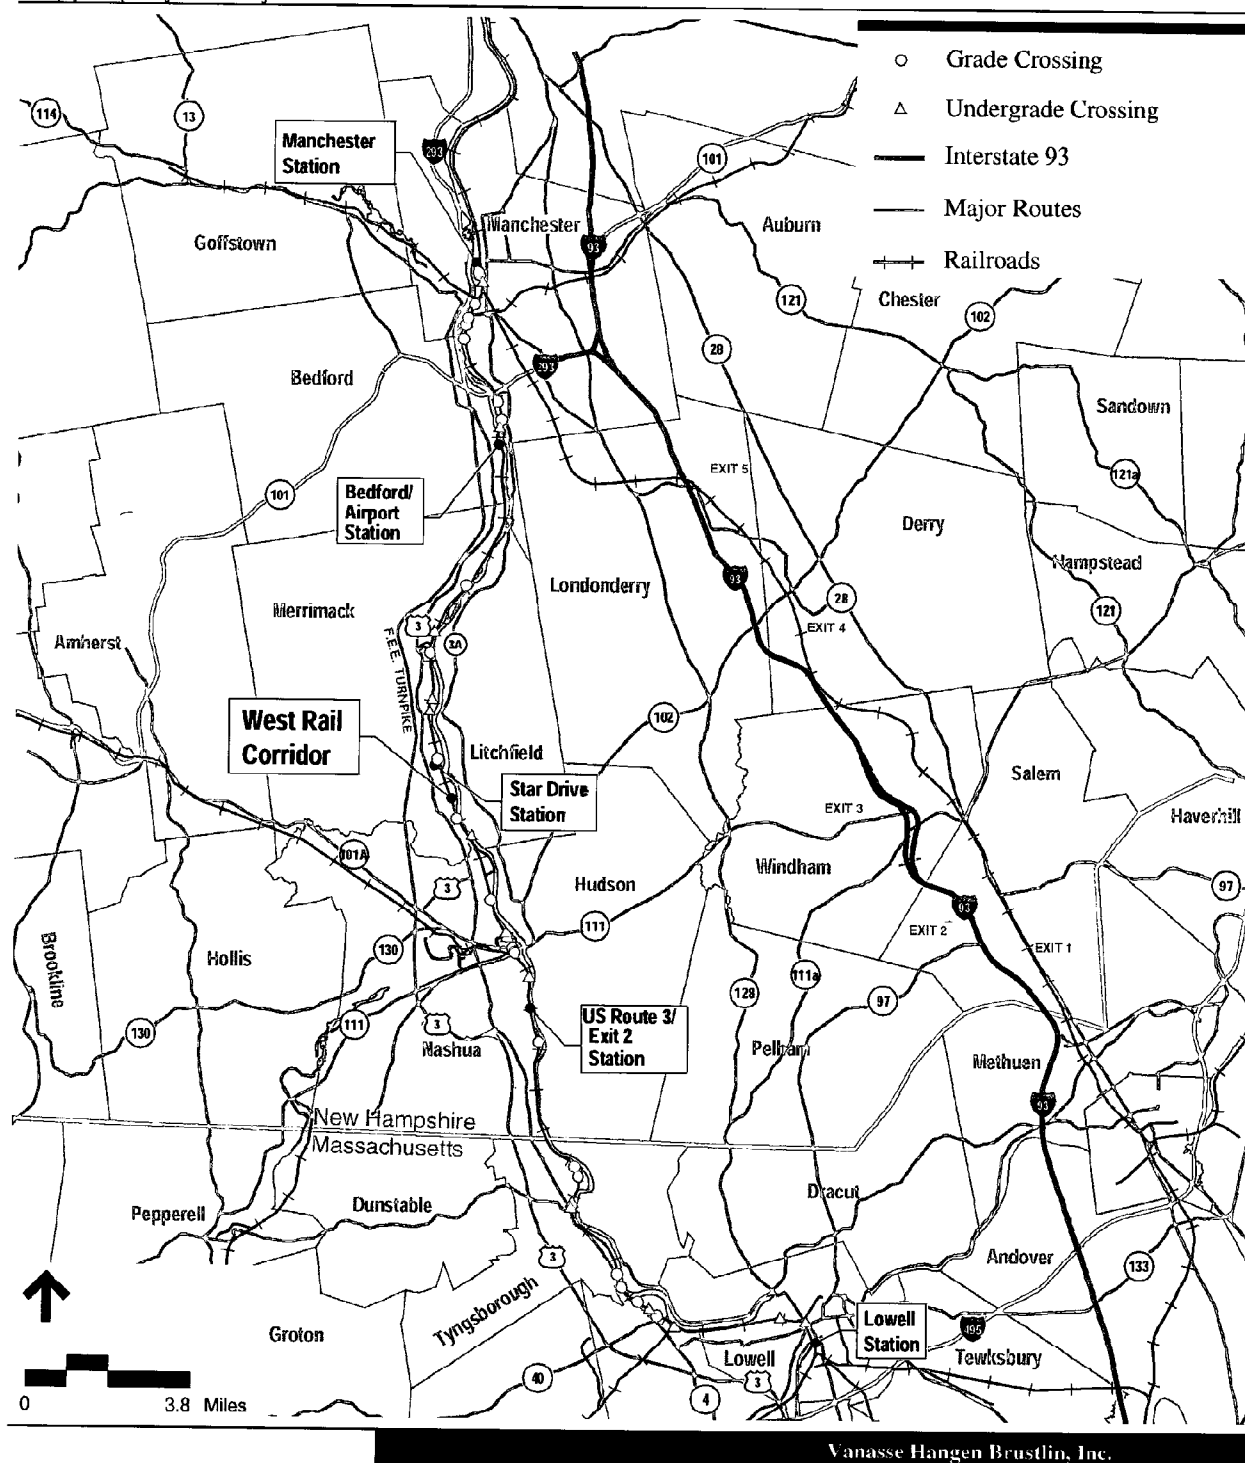 Grade Crossing
Undergrade Crossing
Interstate 93
Major Routes
Railroads
114
13
Manchester
Station
293
101
Manchester
93
Auburn
Goffstown
121
Chester
102
28
293
Bedford
Sandown
EXIT 5
121a
101
Bedford/
Airport
Station
Derry
Hampstead
93
Londonderry
28
121
Merrimack
3
EXIT 4
3A
Amherst
F.E.E. TURNPIKE
West Rail
Corridor
102
Litchfield
Salem
Star Drive
Station
EXIT 3
Haverhill
101A
Windham
3
Hudson
97
93
111
EXIT 2
EXIT 1
130
Hollis
Brookline
111a
128
97
US Route 3/
Exit 2
Station
111
3
130
Nashua
Pelham
Methuen
93
New Hampshire
Massachusetts
Dracut
Dunstable
Pepperell
3
Andover
133
Tyngsborough
Lowell
Station
Groton
495
Lowell
Tewksbury
40
3
4
0
3.8 Miles
Vanasse Hangen Brustlin, Inc.